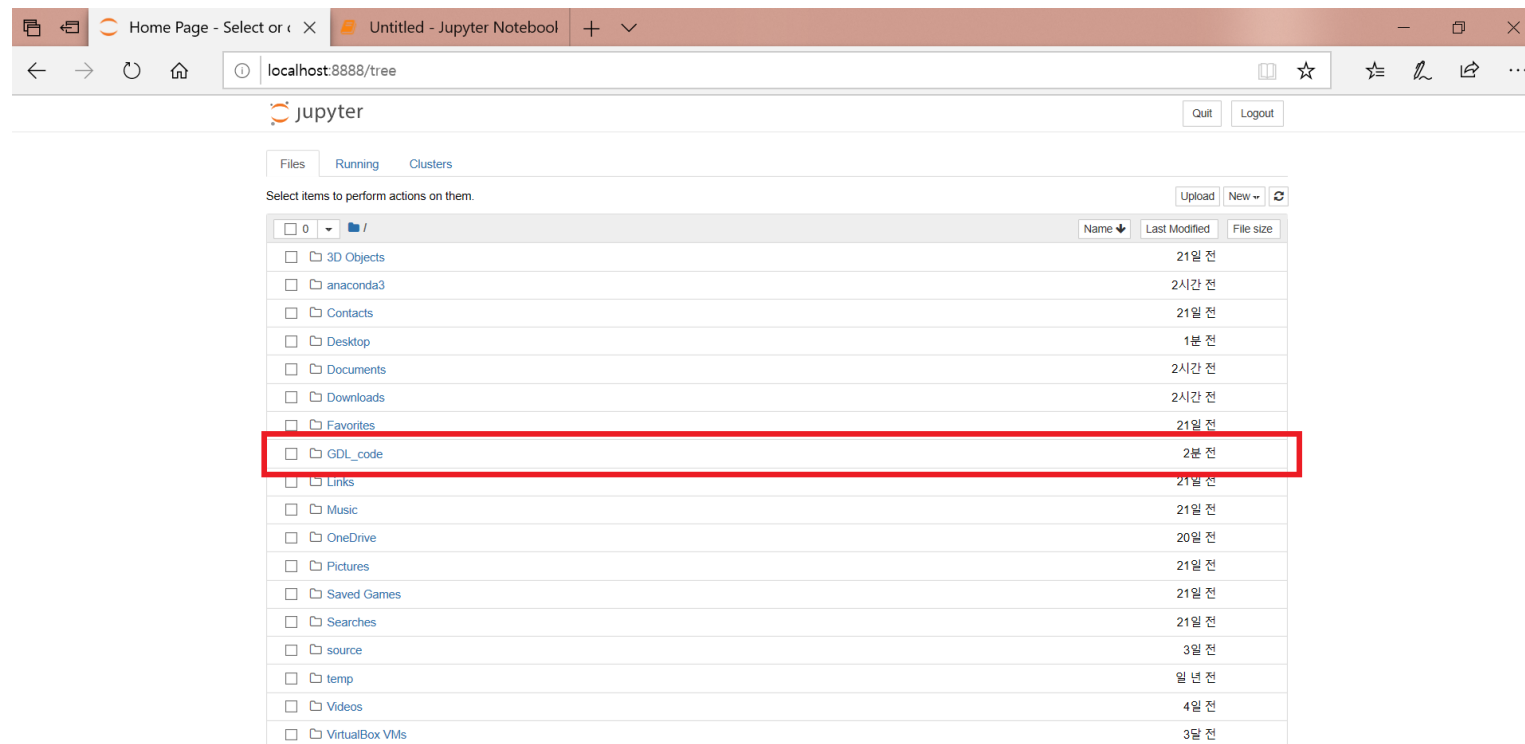 Home Page - Select or c
Untitled - Jupyter Notebook
localhost:8888/tree
jupyter
Quit Logout
Files Running Clusters
Select items to perform actions on them.
Upload New
0 /
Name Last Modified File size
3D Objects 21일 전
anaconda3 2시간 전
Contacts 21일 전
Desktop 1분 전
Documents 2시간 전
Downloads 2시간 전
Favorites 21일 전
GDL_code 2분 전
Links 21일 전
Music 21일 전
OneDrive 20일 전
Pictures 21일 전
Saved Games 21일 전
Searches 21일 전
source 3일 전
temp 일 년 전
Videos 4일 전
VirtualBox VMs 3달 전